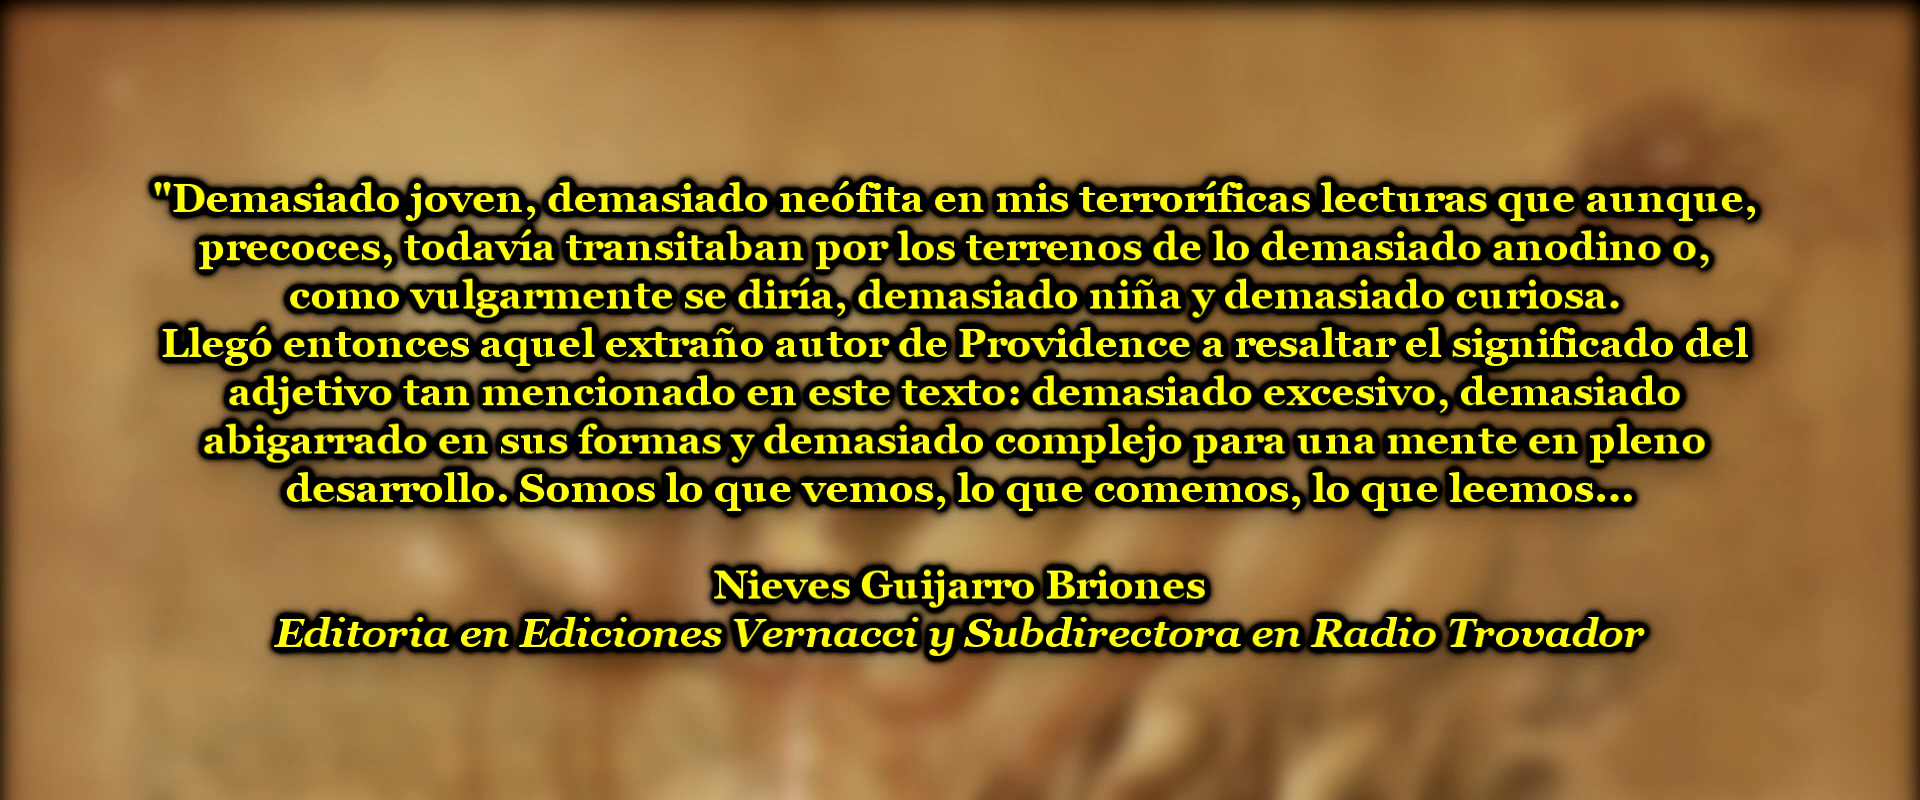 "Demasiado joven, demasiado neófita en mis terroríficas lecturas que aunque,
precoces, todavía transitaban por los terrenos de lo demasiado anodino o,
como vulgarmente se diría, demasiado niña y demasiado curiosa.
Llegó entonces aquel extraño autor de Providence a resaltar el significado del
adjetivo tan mencionado en este texto: demasiado excesivo, demasiado
abigarrado en sus formas y demasiado complejo para una mente en pleno
desarrollo. Somos lo que vemos, lo que comemos, lo que leemos...
Nieves Guijarro Briones
Editoria en Ediciones Vernacci y Subdirectora en Radio Trovador